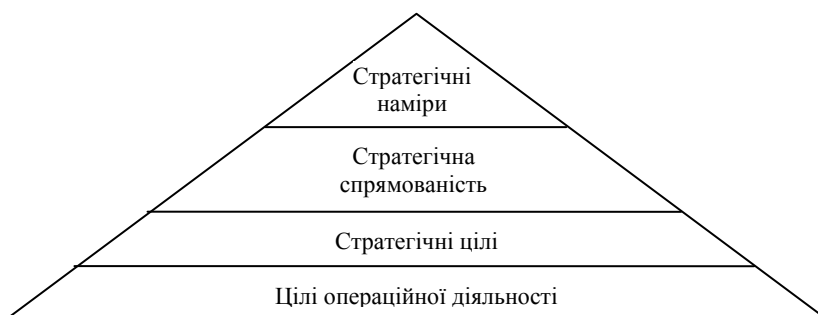 Стратегічні
наміри
Стратегічна
спрямованість
Стратегічні цілі
Цілі операційної діяльності